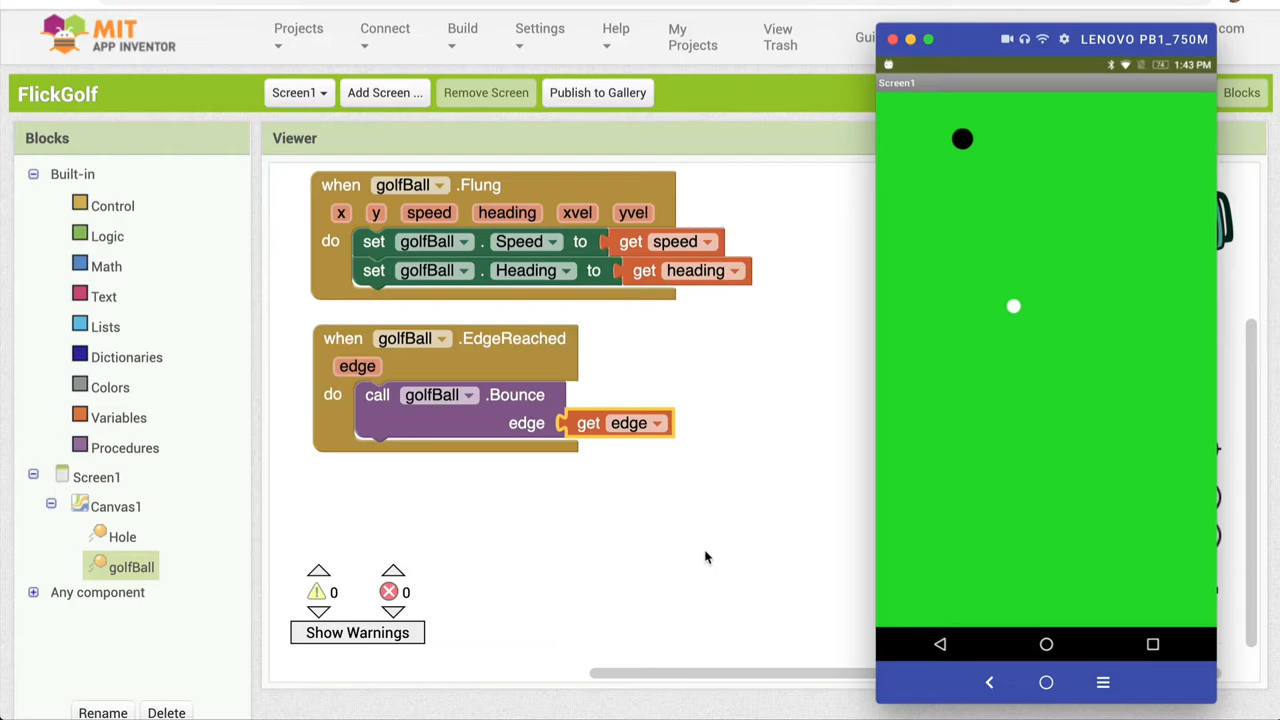 MIT
APP INVENTOR
Projects
Connect
Build
Settings
Help
My
Projects
View
Trash
Gui
com
FlickGolf
Screen1
Add Screen ...
Remove Screen
Publish to Gallery
Blocks
Blocks
Viewer
Built-in
Control
Logic
Math
Text
Lists
Dictionaries
Colors
Variables
Procedures
Screen1
Canvas1
Hole
golfBall
Any component
Rename
Delete
when golfBall .Flung
x y speed heading xvel yvel
do set golfBall . Speed to get speed
set golfBall . Heading to get heading
when golfBall .EdgeReached
edge
do call golfBall .Bounce
edge get edge
0 0
Show Warnings
LENOVO PB1_750M
74 1:43 PM
Screen1